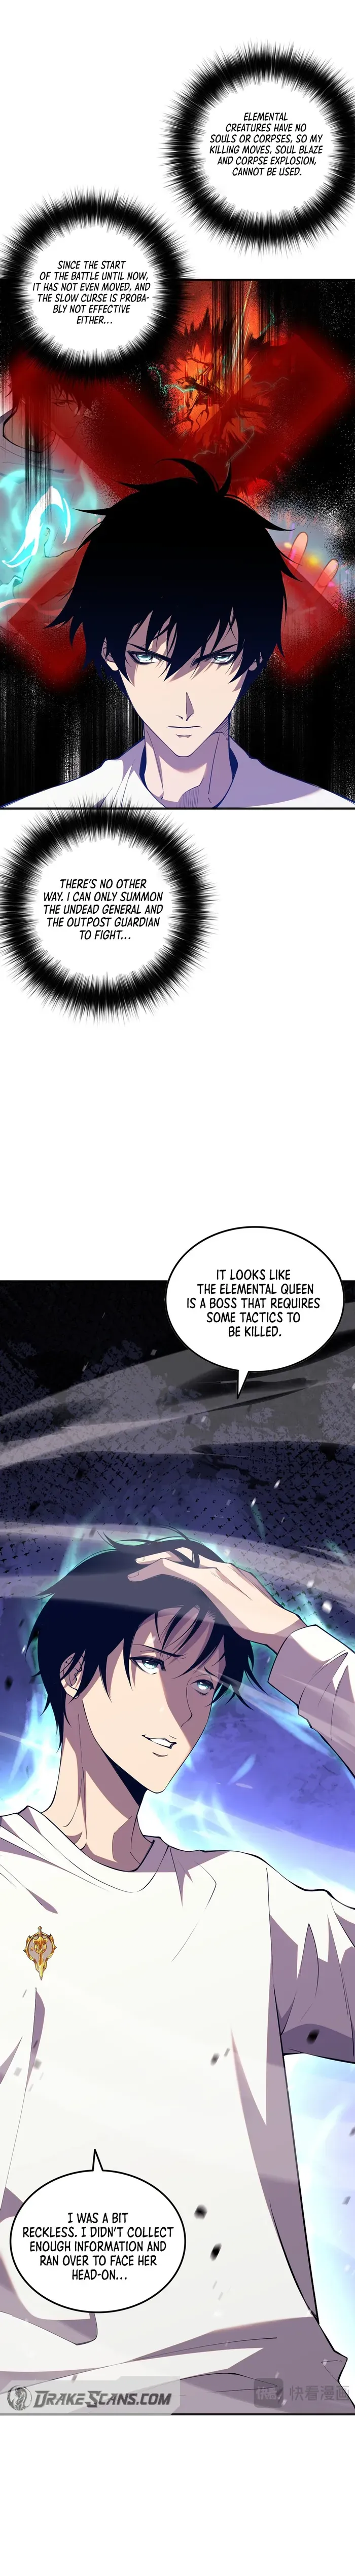 ELEMENTAL
CREATURES HAVE NO
SOULS OR CORPSES, SO MY
KILLING MOVES, SOUL BLAZE
AND CORPSE EXPLOSION,
CANNOT BE USED.
SINCE THE START
OF THE BATTLE UNTIL NOW,
IT HAS NOT EVEN MOVED, AND
THE SLOW CURSE IS PROBA-
BLY NOT EFFECTIVE
EITHER...
THERE'S NO OTHER
WAY. I CAN ONLY SUMMON
THE UNDEAD GENERAL AND
THE OUTPOST GUARDIAN
TO FIGHT...
IT LOOKS LIKE
THE ELEMENTAL QUEEN
IS A BOSS THAT REQUIRES
SOME TACTICS TO
BE KILLED.
I WAS A BIT
RECKLESS. I DIDN'T COLLECT
ENOUGH INFORMATION AND
RAN OVER TO FACE HER
HEAD-ON...
DRAKESCANS.COM
快看 快看漫画